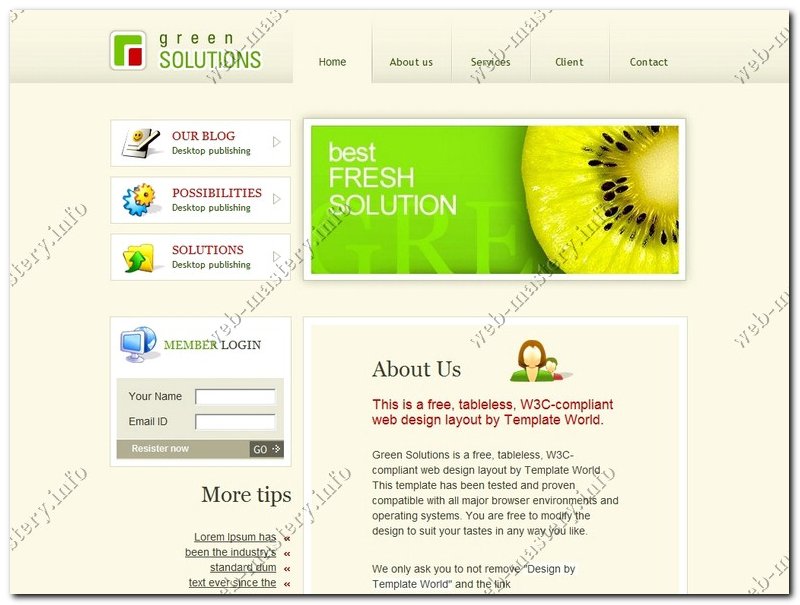 green
SOLUTIONS
Home
About us
Services
Client
Contact
OUR BLOG
Desktop publishing
POSSIBILITIES
Desktop publishing
SOLUTIONS
Desktop publishing
best
FRESH
SOLUTION
GREE
MEMBER LOGIN
Your Name
Email ID
Resister now
GO
More tips
Lorem Ipsum has «
been the industry's «
standard dum «
text ever since the «
About Us
This is a free, tableless, W3C-compliant
web design layout by Template World.
Green Solutions is a free, tableless, W3C-
compliant web design layout by Template World.
This template has been tested and proven
compatible with all major browser environments and
operating systems. You are free to modify the
design to suit your tastes in any way you like.
We only ask you to not remove "Design by
Template World" and the link
web-mastery.info